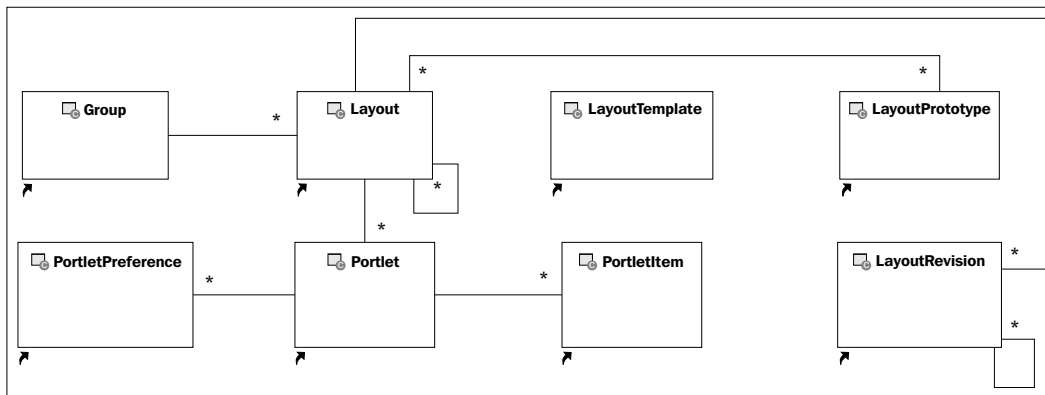 *
*
Group
Layout
LayoutTemplate
LayoutPrototype
*
*
*
PortletPreference
Portlet
PortletItem
LayoutRevision
*
*
*
*